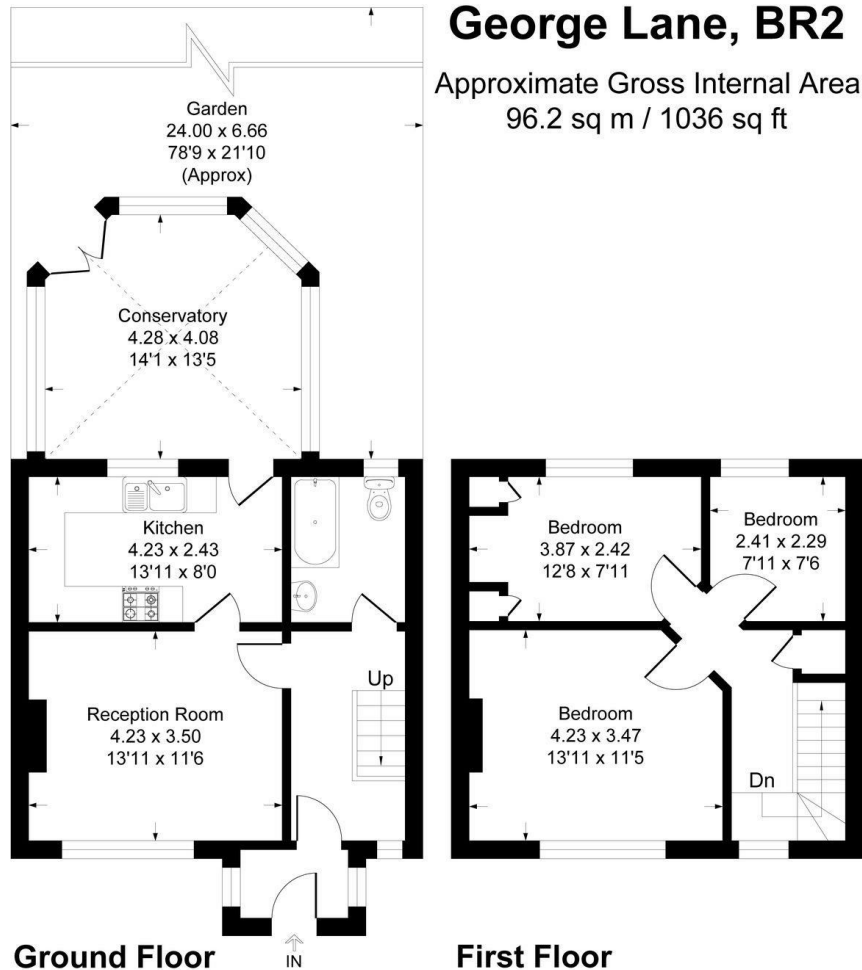 George Lane, BR2
Approximate Gross Internal Area
96.2 sq m / 1036 sq ft
Garden
24.00 x 6.66
78'9 x 21'10
(Approx)
Conservatory
4.28 x 4.08
14'1 x 13'5
Kitchen
4.23 x 2.43
13'11 x 8'0
Reception Room
4.23 x 3.50
13'11 x 11'6
Up
IN
Ground Floor
Bedroom
3.87 x 2.42
12'8 x 7'11
Bedroom
2.41 x 2.29
7'11 x 7'6
Bedroom
4.23 x 3.47
13'11 x 11'5
Dn
First Floor